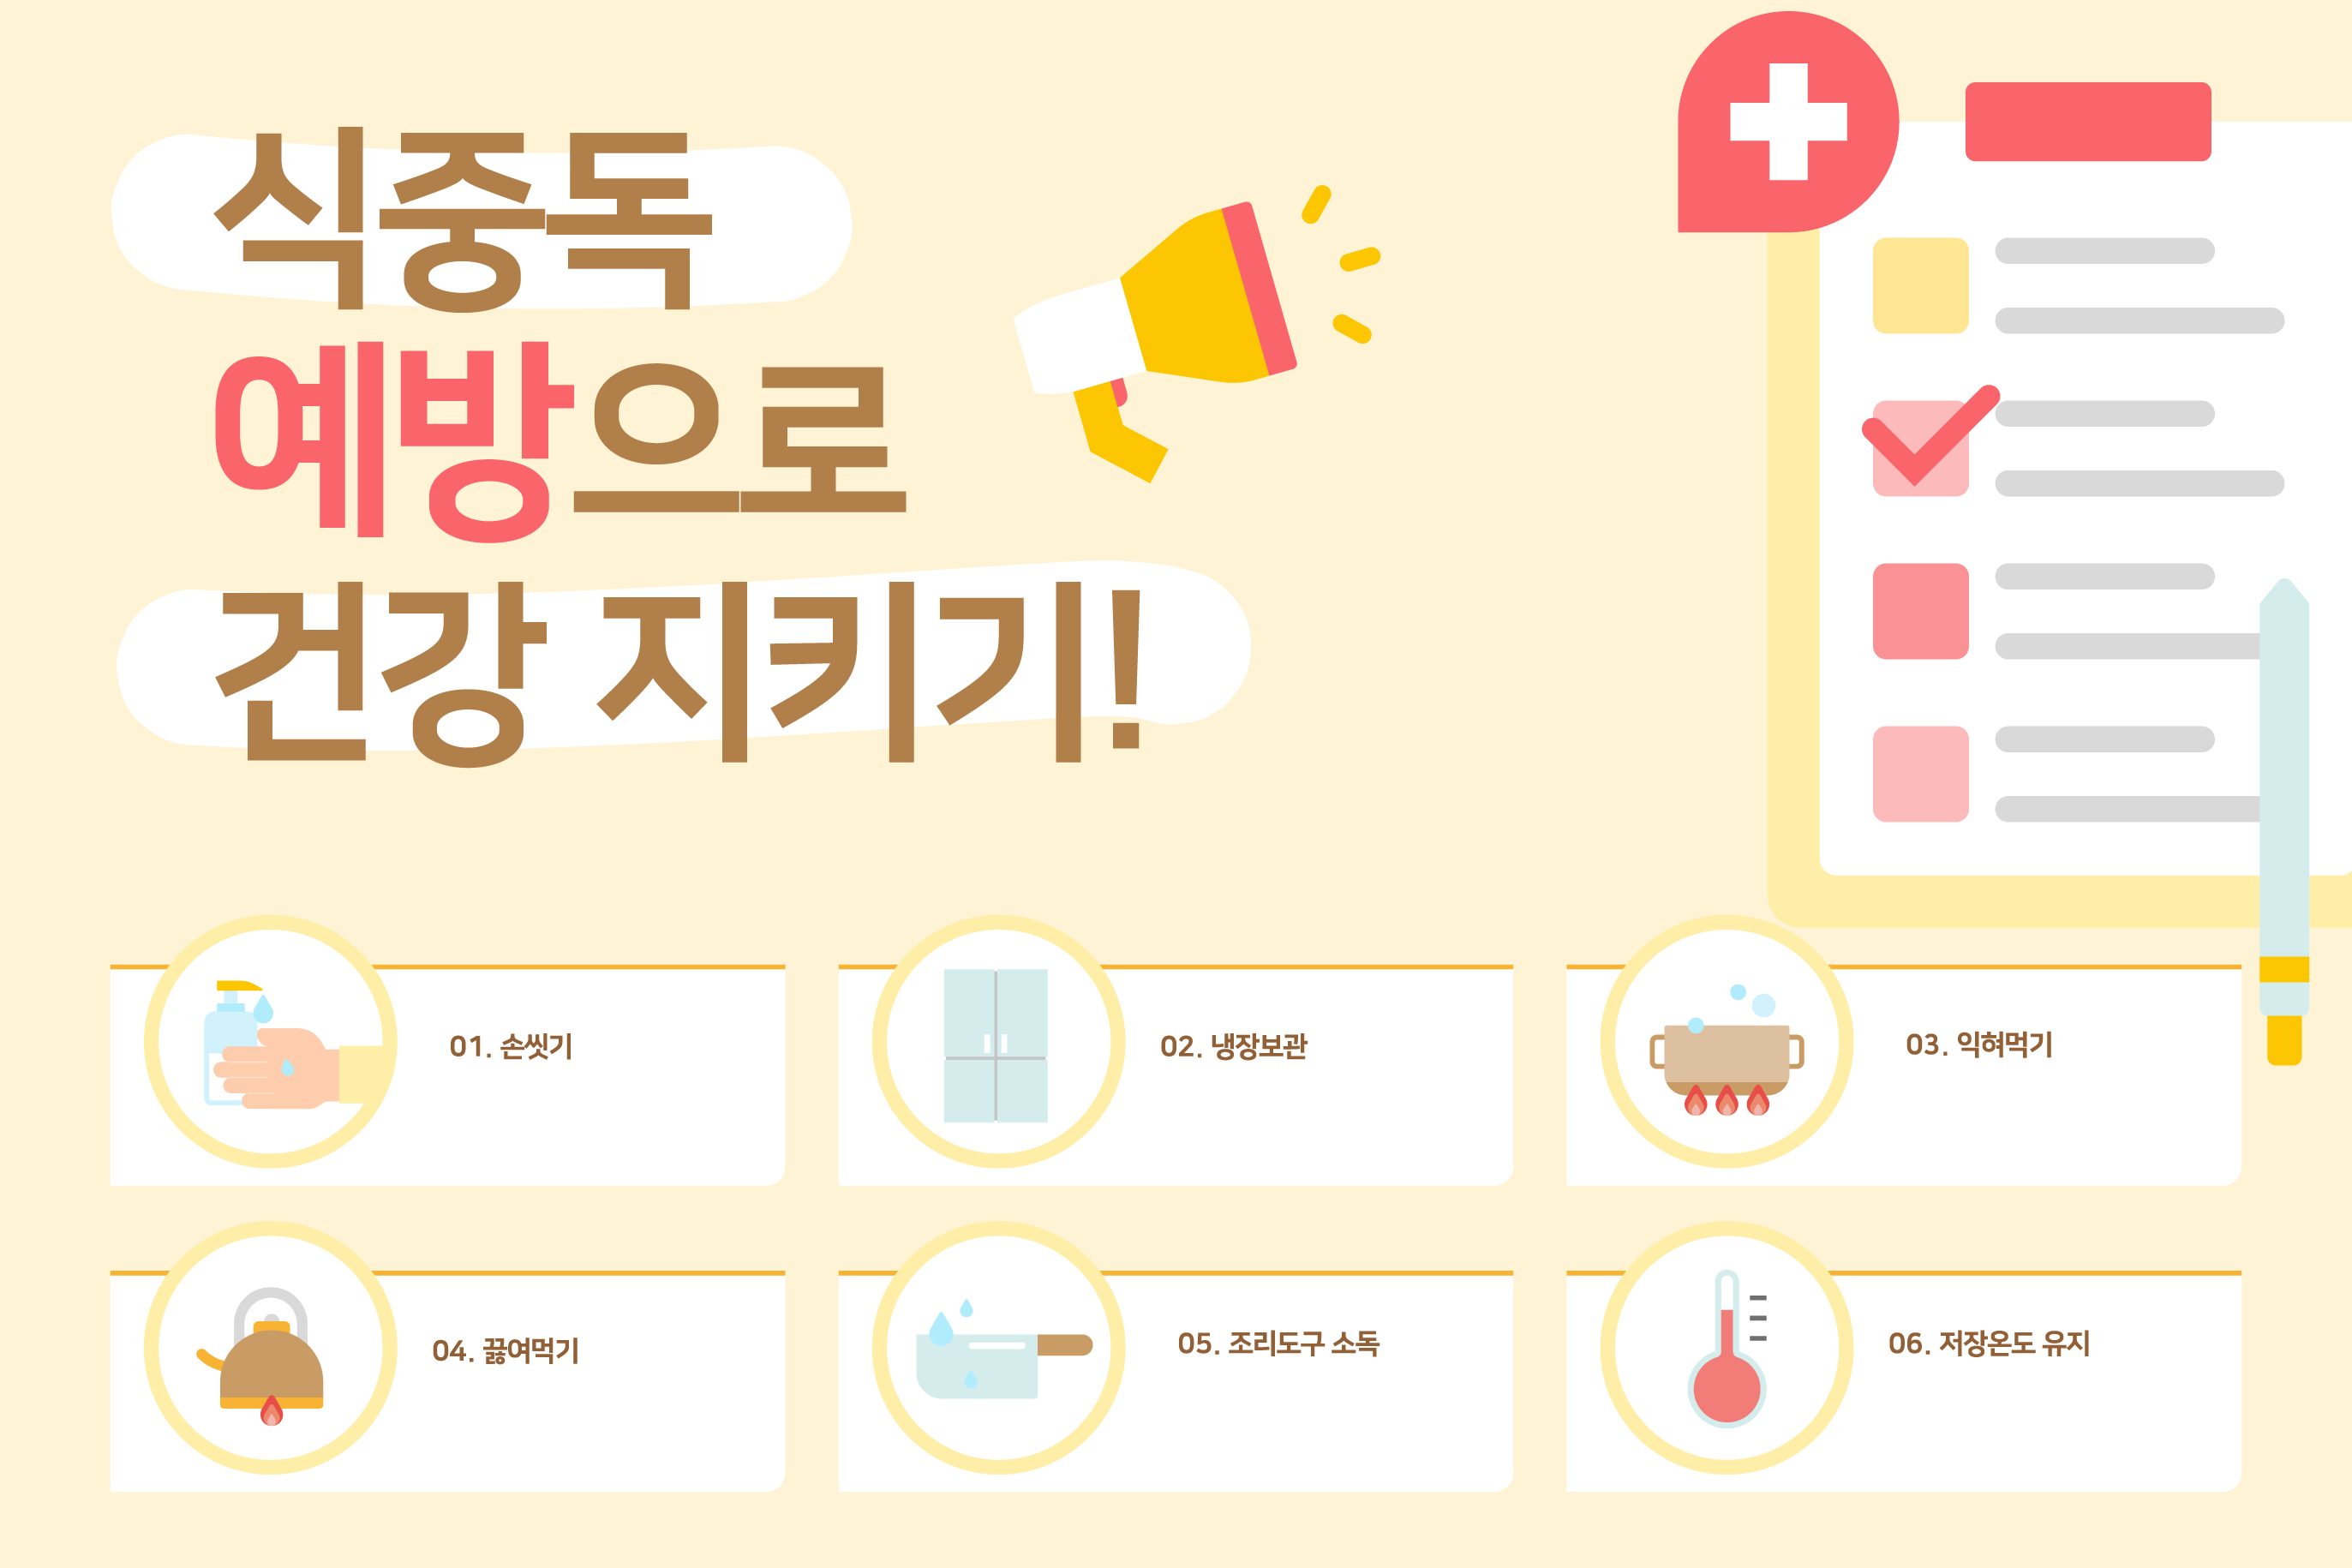 식중독
예방으로
건강 지키기!
01. 손씻기
02. 냉장보관
03. 익혀먹기
04. 끓여먹기
05. 조리도구 소독
06. 저장온도 유지